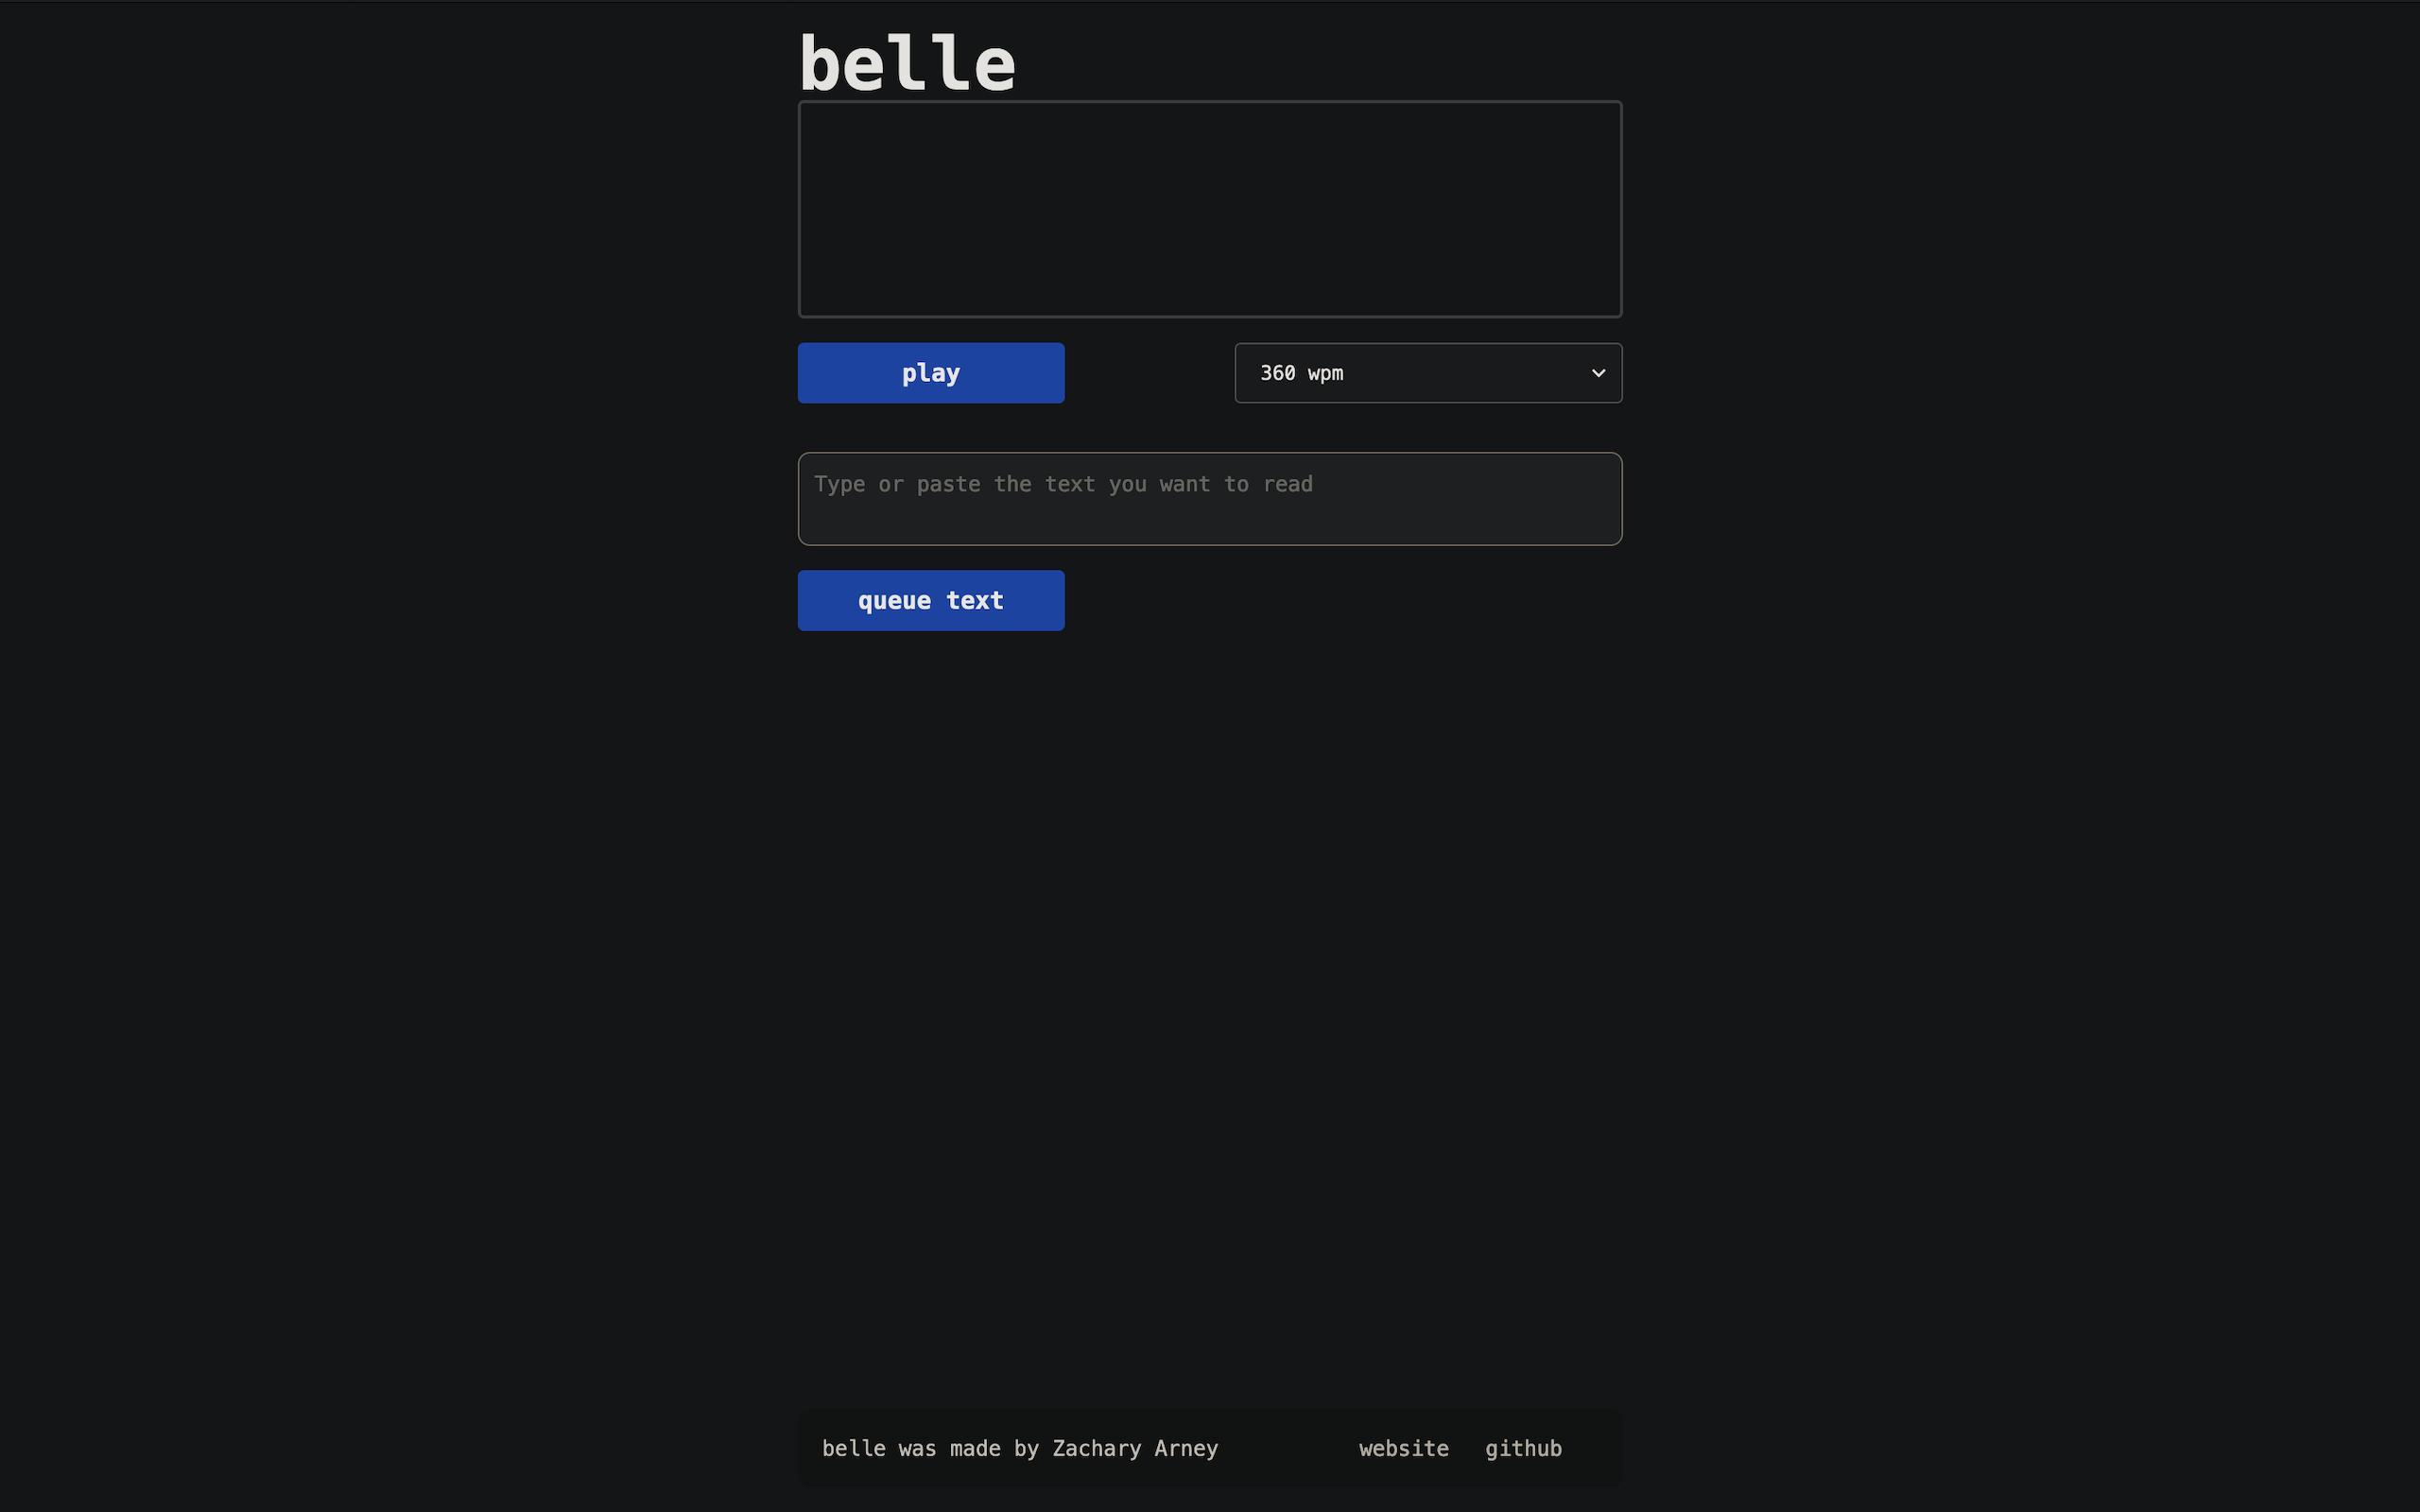 belle
play
360 wpm
Type or paste the text you want to read
queue text
belle was made by Zachary Arney website github